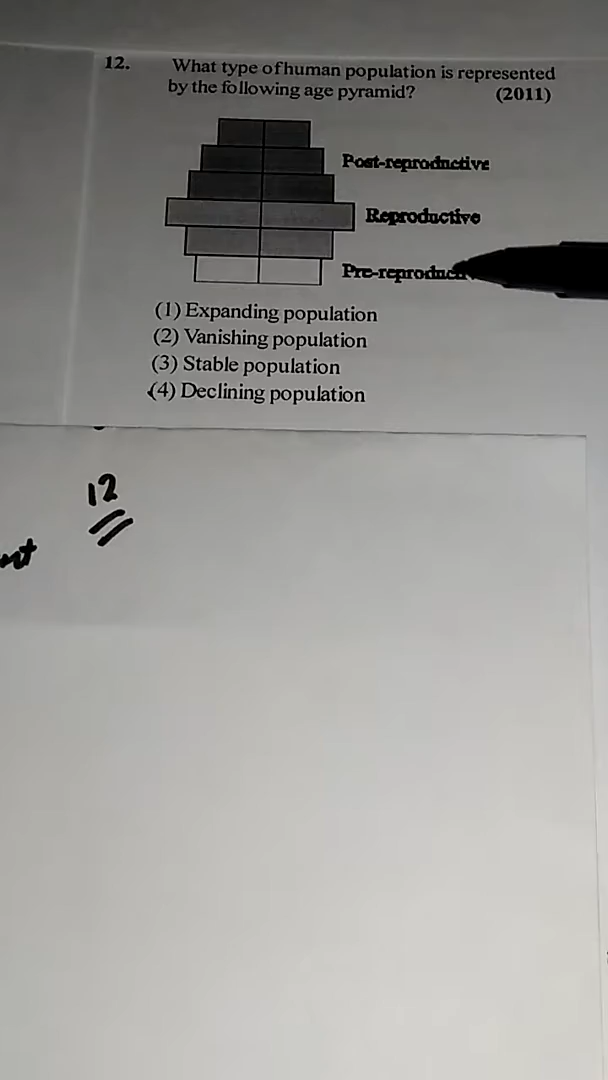 12. What type of human population is represented
by the following age pyramid? (2011)
Post-reproductive
Reproductive
(1) Expanding population
(2) Vanishing population
(3) Stable population
(4) Declining population
12